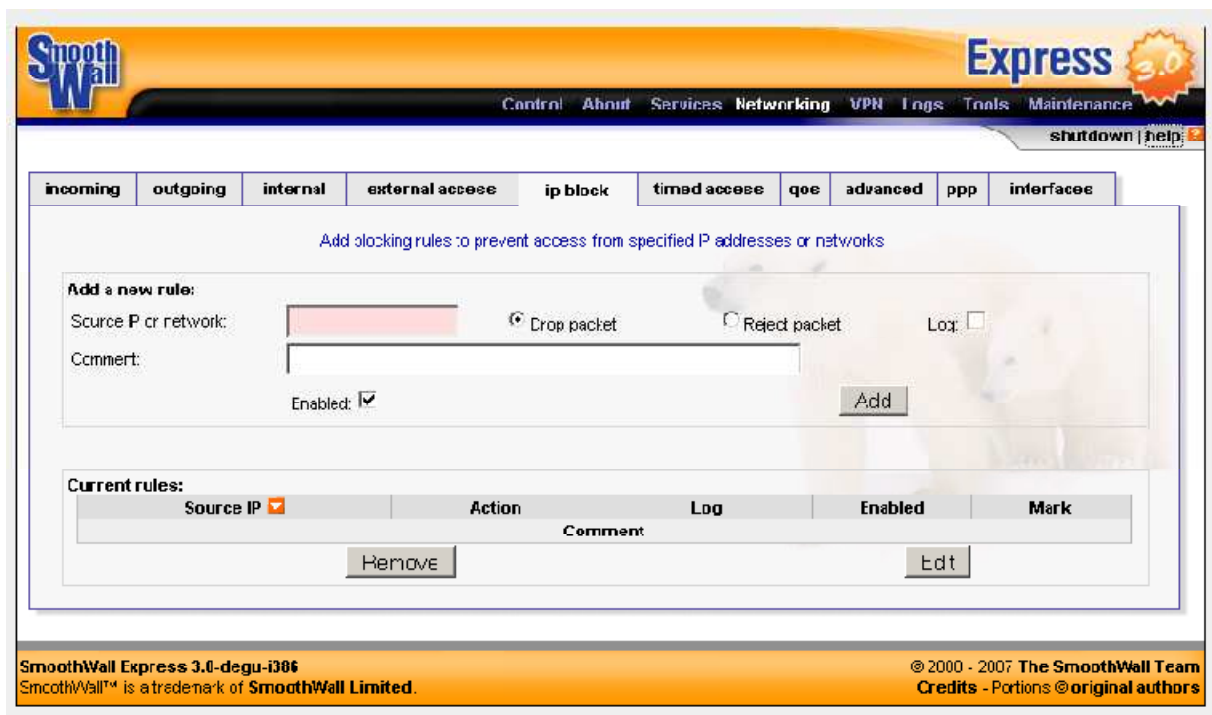 Smooth
Wall
Express 3.0
Control About Services Networking VPN Logs Tools Maintenance
shutdown | help
incoming outgoing internal external access ip block timed access qos advanced ppp interfaces
Add blocking rules to prevent access from specified IP addresses or networks
Add a new rule:
Source IP or network: Drop packet Reject packet Log:
Comment:
Enabled: Add
Current rules:
Source IP Action Log Enabled Mark
Comment
Remove Edit
SmoothWall Express 3.0-degu-i386 © 2000 - 2007 The SmoothWall Team
SmoothWall™ is a trademark of SmoothWall Limited. Credits - Portions © original authors